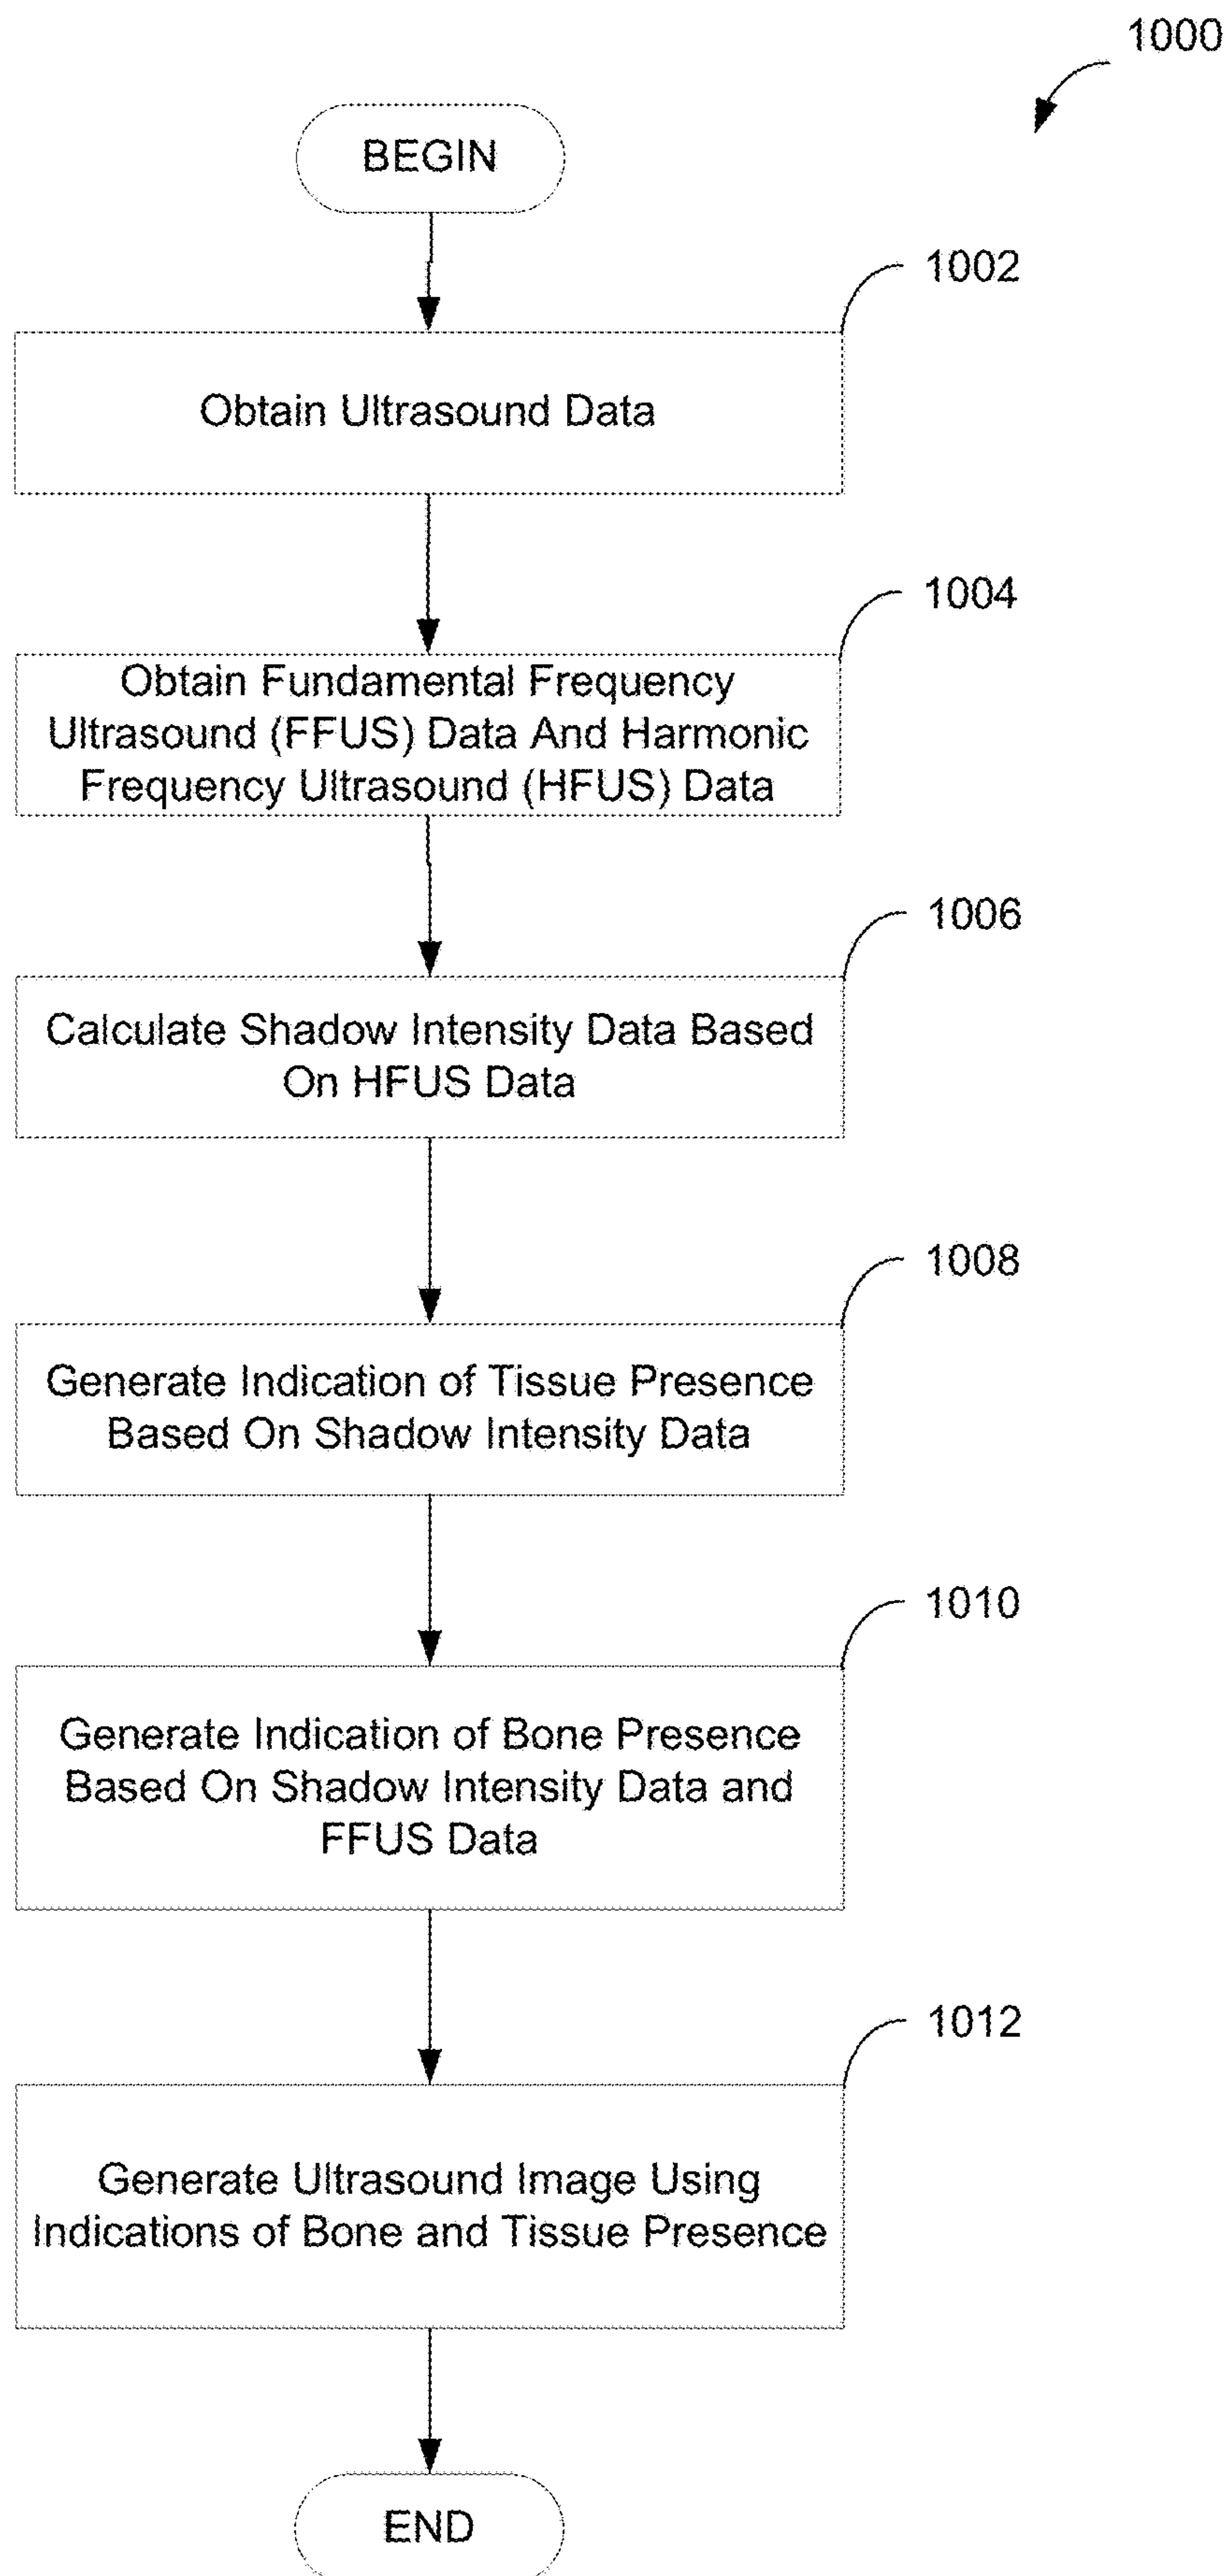 1000
BEGIN
1002
Obtain Ultrasound Data
1004
Obtain Fundamental Frequency
Ultrasound (FFUS) Data And Harmonic
Frequency Ultrasound (HFUS) Data
1006
Calculate Shadow Intensity Data Based
On HFUS Data
1008
Generate Indication of Tissue Presence
Based On Shadow Intensity Data
1010
Generate Indication of Bone Presence
Based On Shadow Intensity Data and
FFUS Data
1012
Generate Ultrasound Image Using
Indications of Bone and Tissue Presence
END